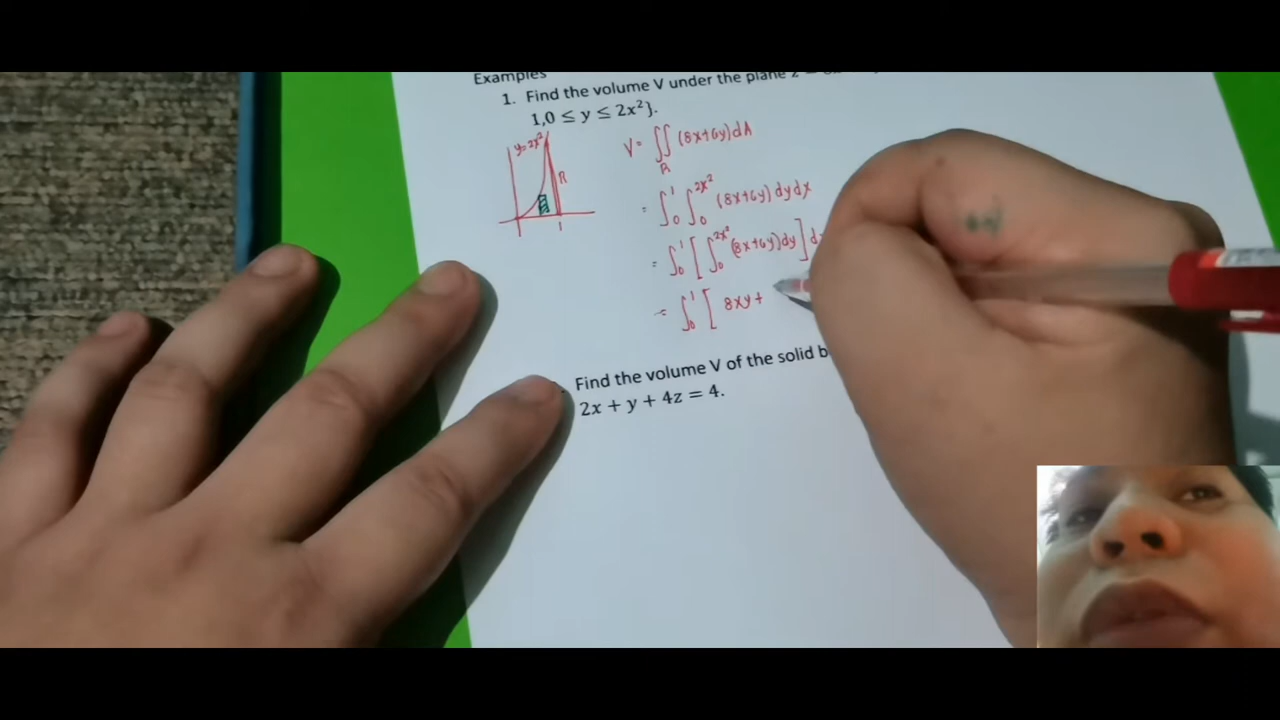 Examples
1. Find the volume V under the plane z =
1,0 ≤ y ≤ 2x²}.
y=2x²
R
1
V= ∬R (8x+6y)dA
= ∫₀¹ ∫₀^{2x²} (8x+6y) dy dx
= ∫₀¹ [ ∫₀^{2x²} (8x+6y)dy ] d
= ∫₀¹ [ 8xy +
Find the volume V of the solid b
2x + y + 4z = 4.